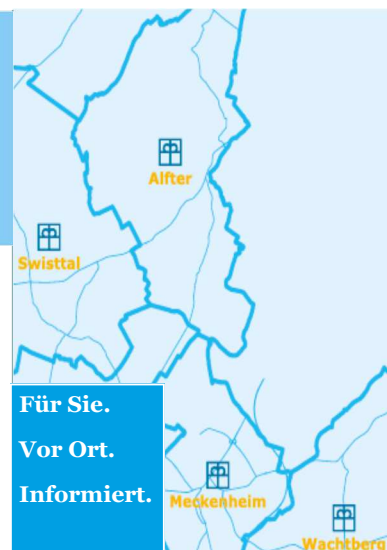 Alfter
Swisttal
Für Sie.
Vor Ort.
Informiert.
Meckenheim
Wachtberg